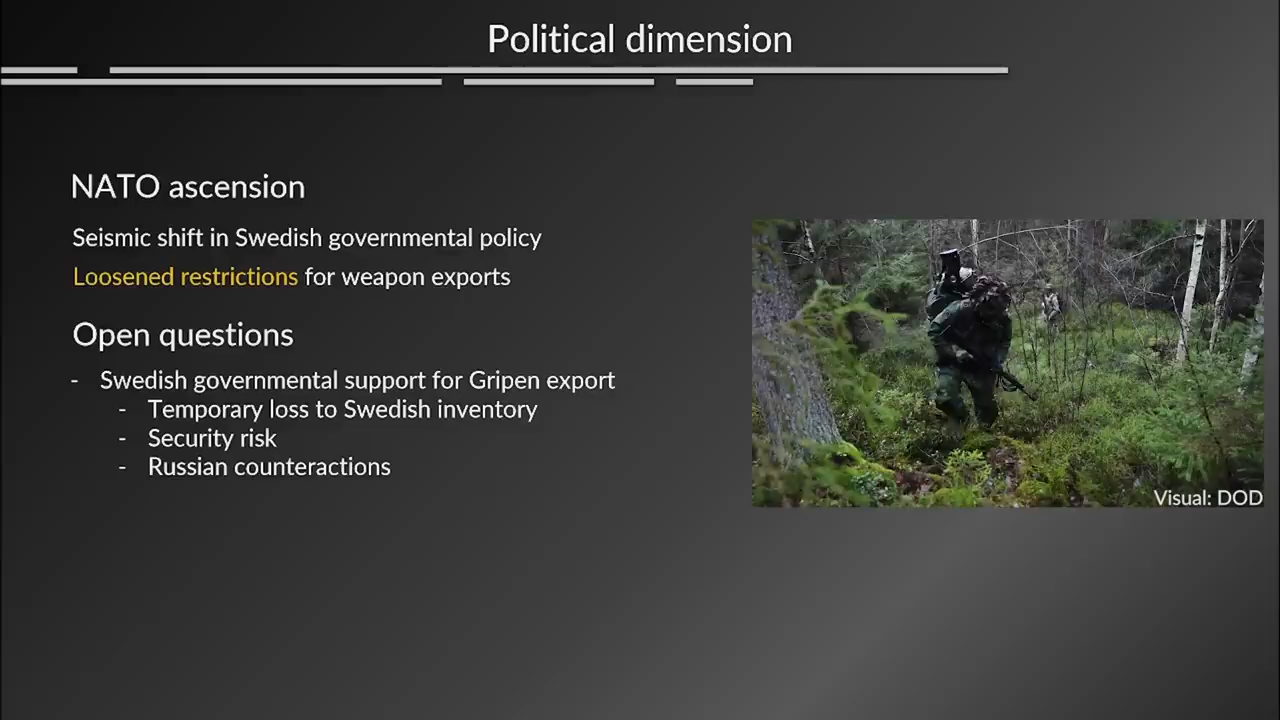 Political dimension
NATO ascension
Seismic shift in Swedish governmental policy
Loosened restrictions for weapon exports
Open questions
- Swedish governmental support for Gripen export
- Temporary loss to Swedish inventory
- Security risk
- Russian counteractions
Visual: DOD